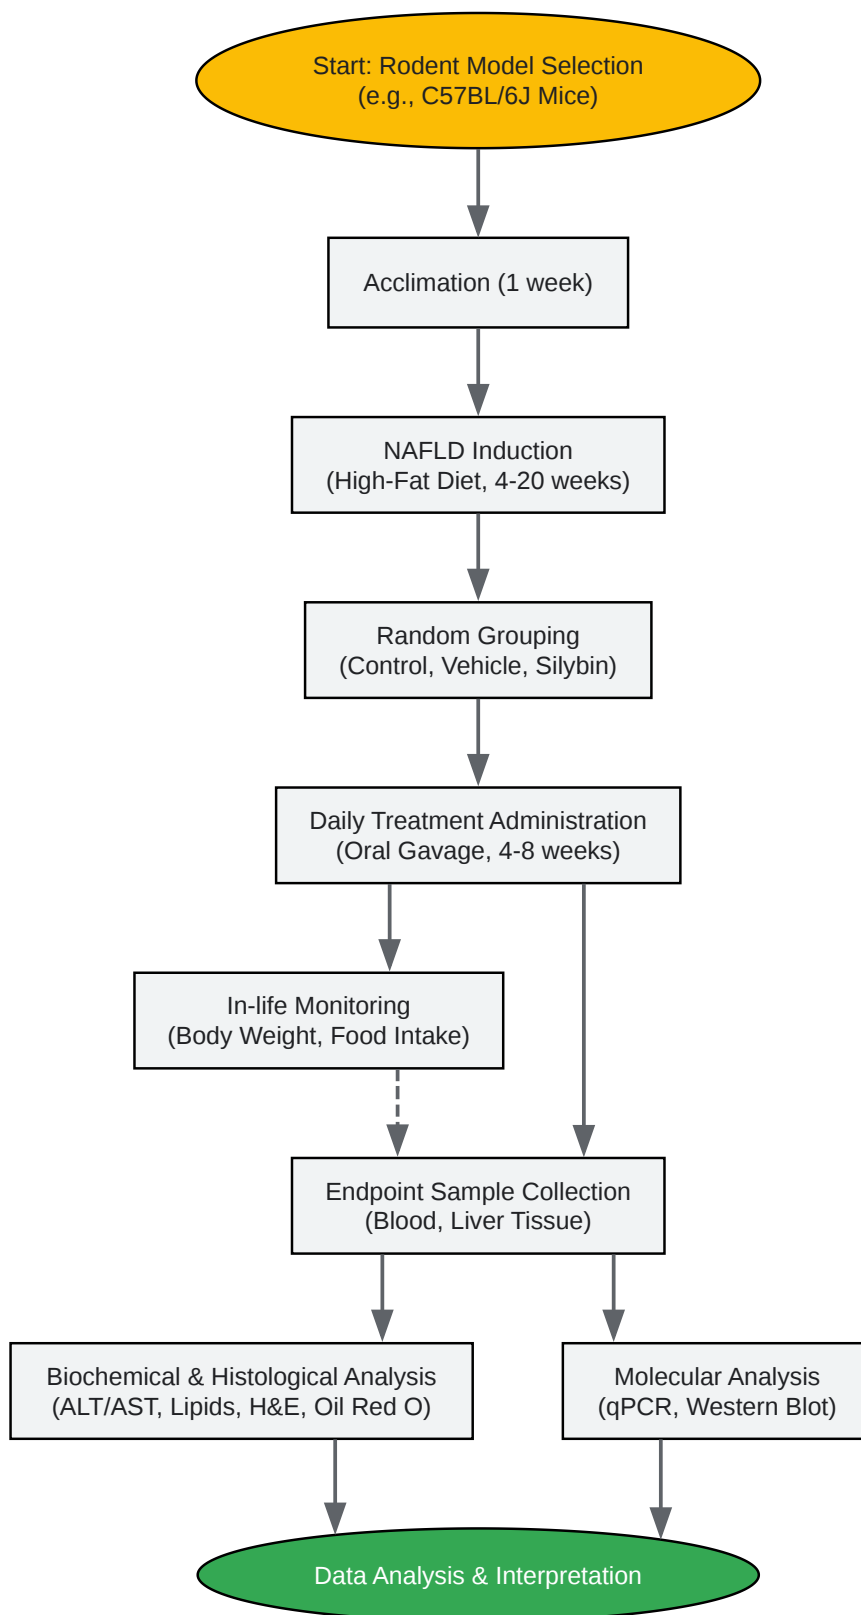 Start: Rodent Model Selection
(e.g., C57BL/6J Mice)
Acclimation (1 week)
NAFLD Induction
(High-Fat Diet, 4-20 weeks)
Random Grouping
(Control, Vehicle, Silybin)
Daily Treatment Administration
(Oral Gavage, 4-8 weeks)
In-life Monitoring
(Body Weight, Food Intake)
Endpoint Sample Collection
(Blood, Liver Tissue)
Biochemical & Histological Analysis
(ALT/AST, Lipids, H&E, Oil Red O)
Molecular Analysis
(qPCR, Western Blot)
Data Analysis & Interpretation